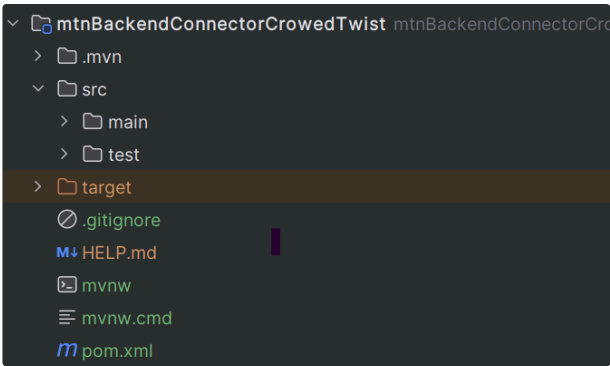 mtnBackendConnectorCrowedTwist mtnBackendConnectorCro
.mvn
src
main
test
target
.gitignore
M↓ HELP.md
mvnw
mvnw.cmd
m pom.xml